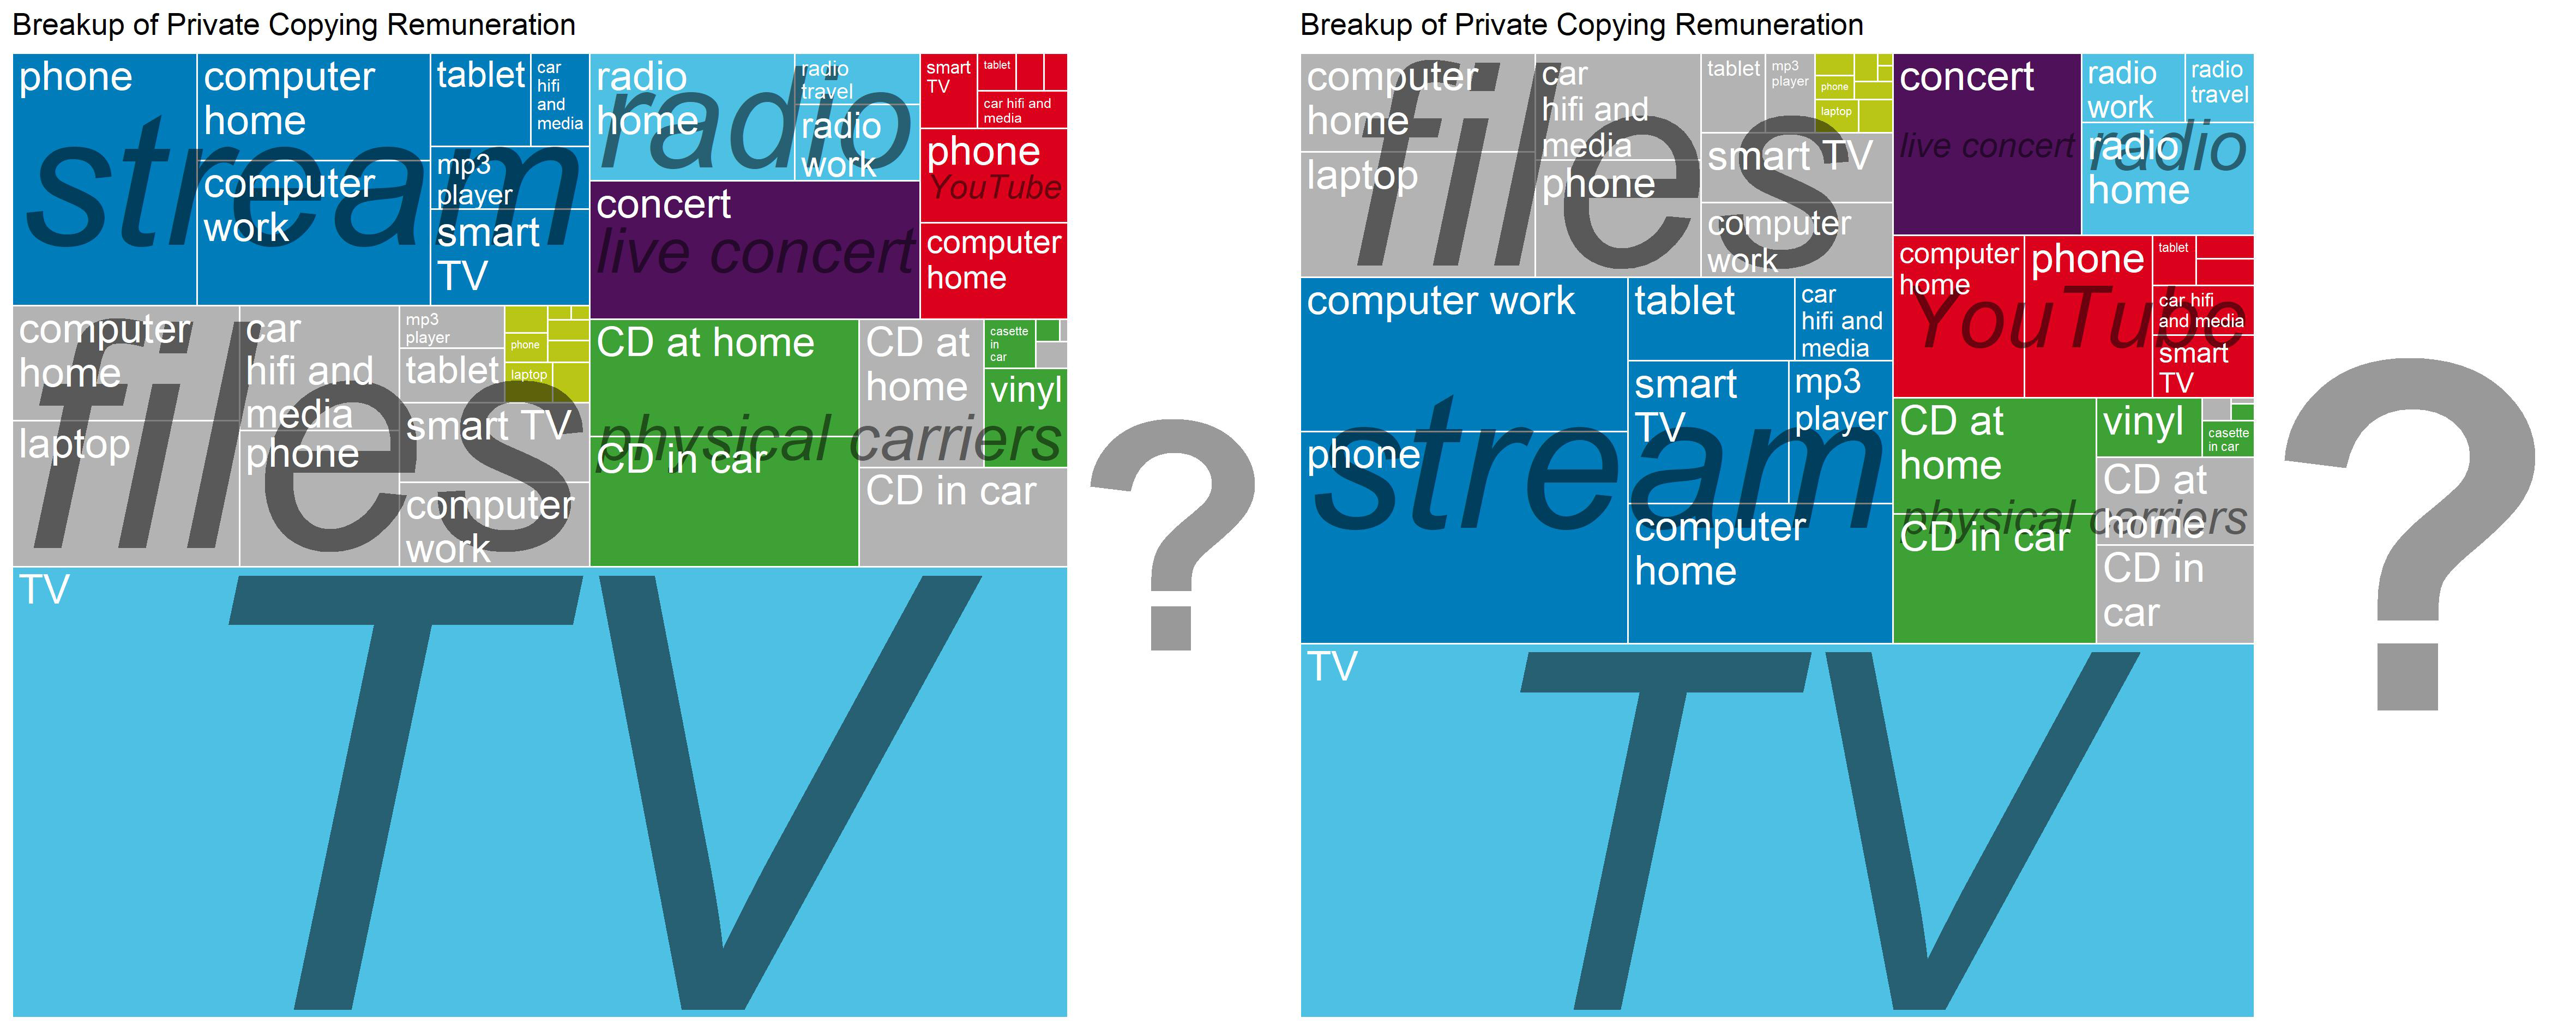 Breakup of Private Copying Remuneration
phone
computer
home
computer
work
tablet
car
hifi
and
media
mp3
player
smart
TV
stream
radio
home
radio
travel
radio
work
radio
concert
live concert
smart
TV
tablet
car hifi and
media
phone
YouTube
computer
home
computer
home
laptop
car
hifi and
media
phone
mp3
player
tablet
phone
laptop
smart TV
computer
work
files
CD at home
CD in car
CD at
home
casette
in
car
vinyl
CD in car
physical carriers
TV
TV
?
Breakup of Private Copying Remuneration
computer
home
laptop
car
hifi and
media
phone
tablet
mp3
player
phone
laptop
smart TV
computer
work
files
concert
live concert
radio
work
radio
travel
radio
home
radio
computer work
phone
tablet
car
hifi and
media
smart
TV
mp3
player
computer
home
stream
computer
home
phone
tablet
car hifi
and media
smart
TV
YouTube
CD at
home
CD in car
vinyl
casette
in car
CD at
home
CD in
car
physical carriers
TV
TV
?